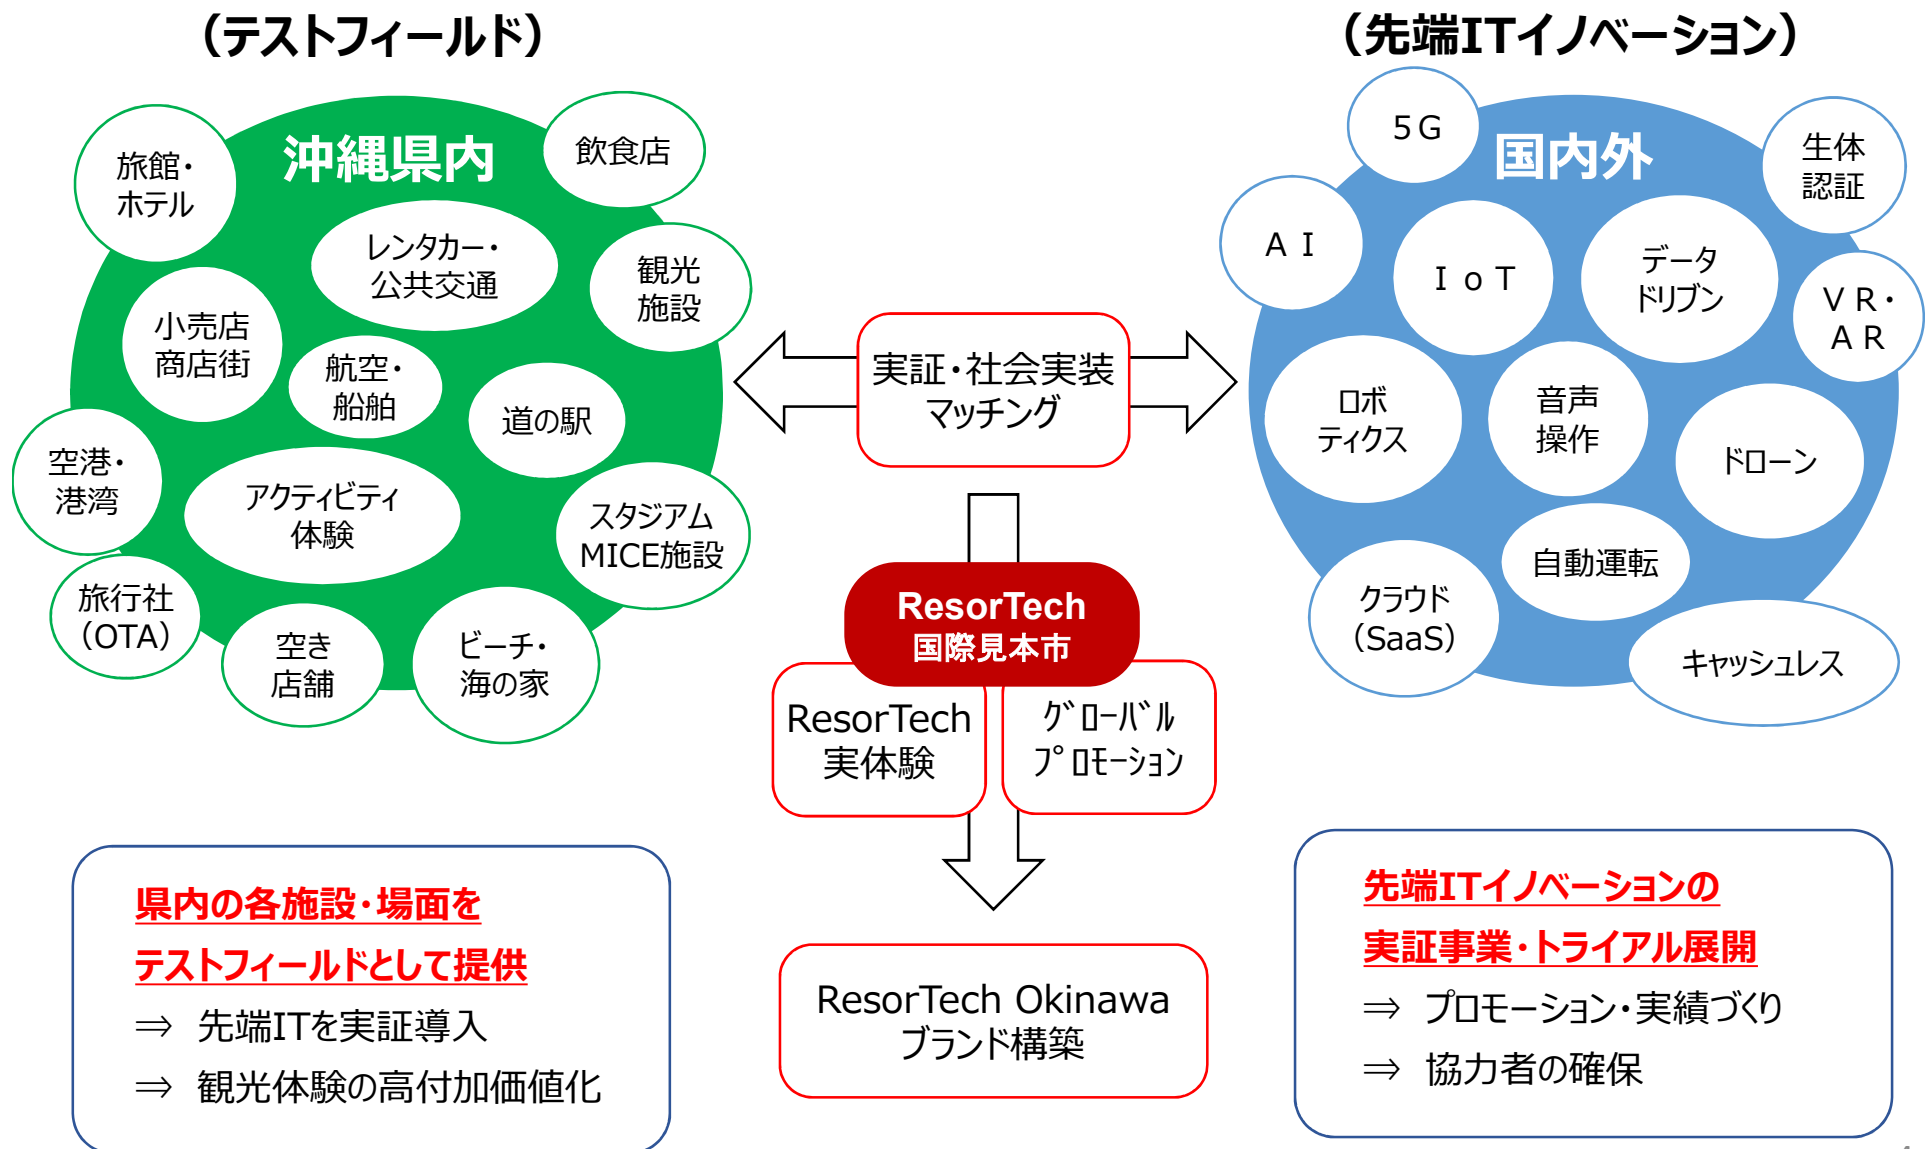 （テストフィールド）
沖縄県内
旅館・
ホテル
飲食店
レンタカー・
公共交通
観光
施設
小売店
商店街
航空・
船舶
道の駅
空港・
港湾
アクティビティ
体験
スタジアム
MICE施設
旅行社
（OTA）
空き
店舗
ビーチ・
海の家
実証・社会実装
マッチング
ResorTech
国際見本市
ResorTech
実体験
ｸﾞﾛｰﾊﾞﾙ
ﾌﾟﾛﾓｰｼｮﾝ
ResorTech Okinawa
ブランド構築
（先端ITイノベーション）
国内外
５Ｇ
生体
認証
ＡＩ
ＩｏＴ
データ
ドリブン
ＶＲ・
ＡＲ
ロボ
ティクス
音声
操作
ドローン
自動運転
クラウド
（SaaS）
キャッシュレス
県内の各施設・場面を
テストフィールドとして提供
⇒ 先端ITを実証導入
⇒ 観光体験の高付加価値化
先端ITイノベーションの
実証事業・トライアル展開
⇒ プロモーション・実績づくり
⇒ 協力者の確保